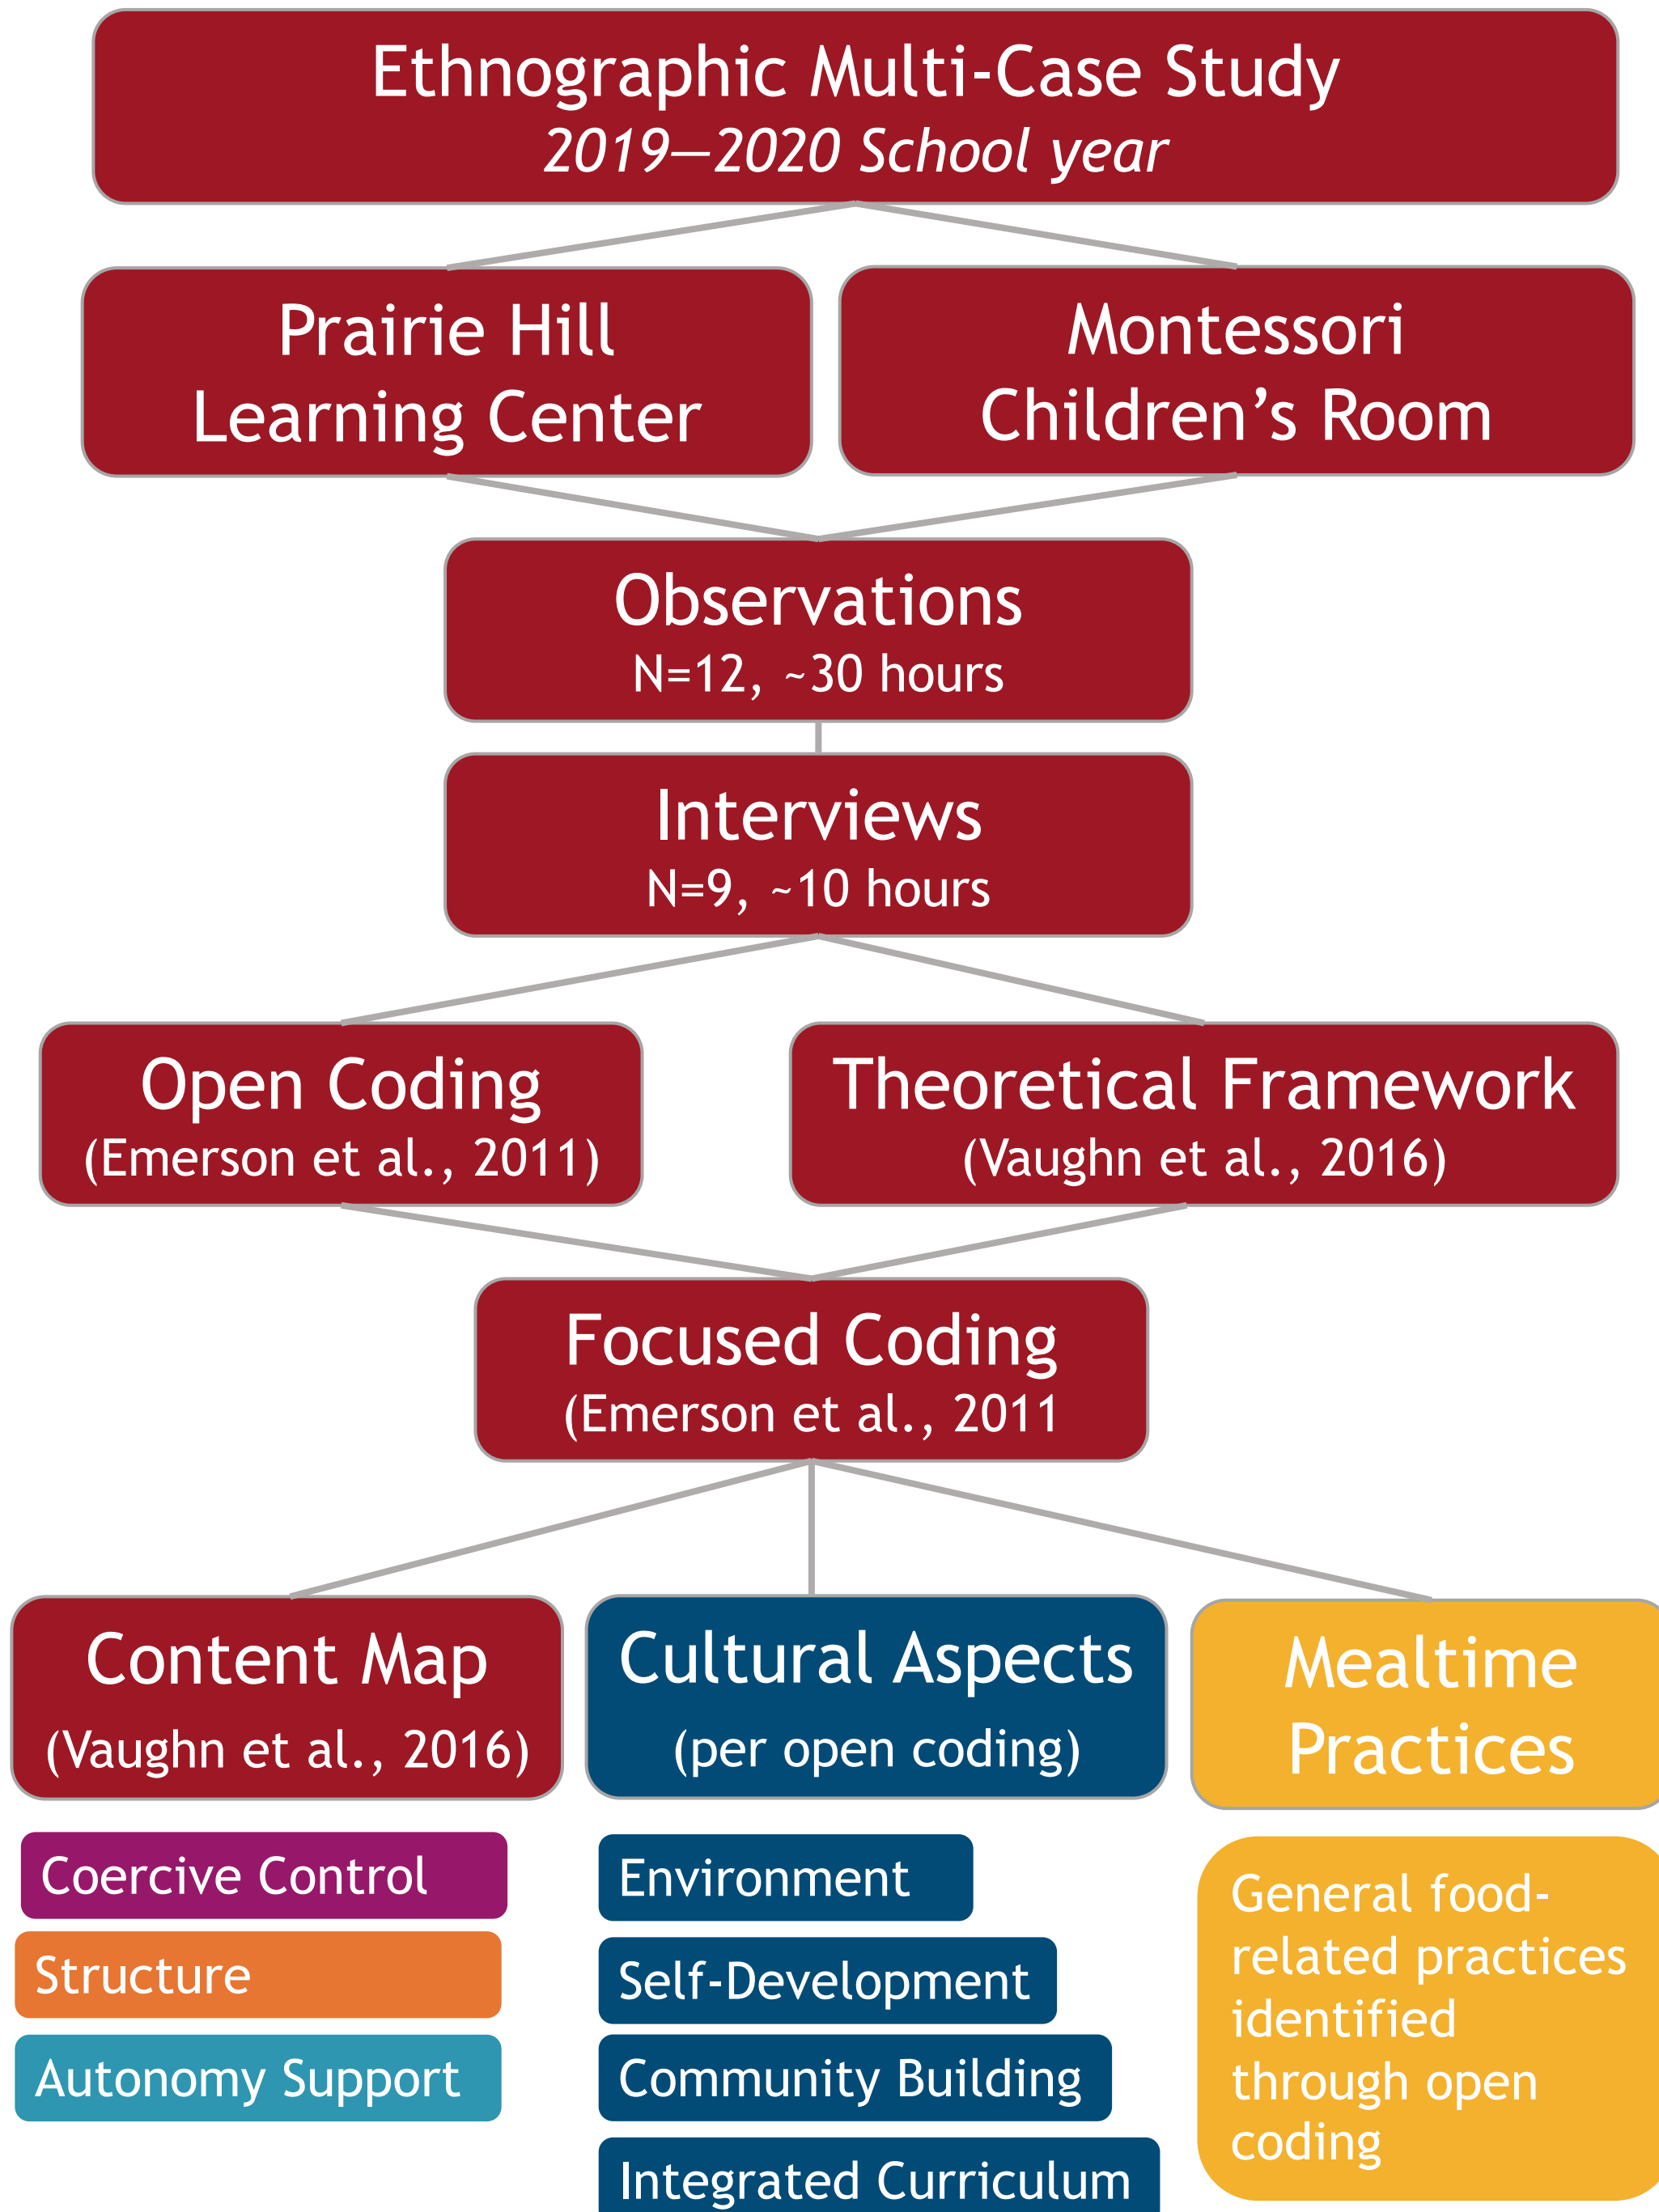 Ethnographic Multi-Case Study
2019—2020 School year
Prairie Hill
Learning Center
Montessori
Children’s Room
Observations
N=12, ~30 hours
Interviews
N=9, ~10 hours
Open Coding
(Emerson et al., 2011)
Theoretical Framework
(Vaughn et al., 2016)
Focused Coding
(Emerson et al., 2011
Content Map
(Vaughn et al., 2016)
Coercive Control
Structure
Autonomy Support
Cultural Aspects
(per open coding)
Environment
Self-Development
Community Building
Integrated Curriculum
Mealtime
Practices
General food-
related practices
identified
through open
coding